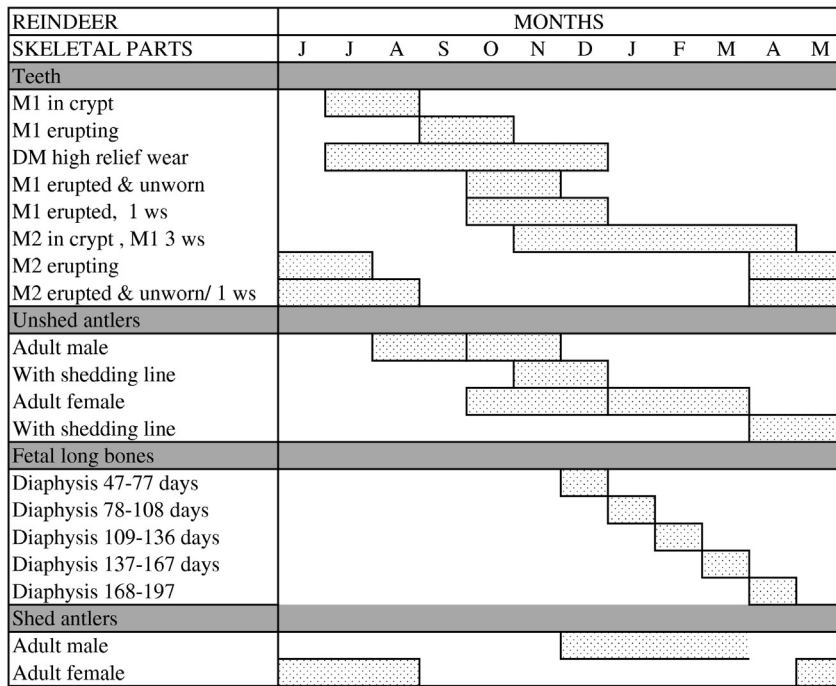 REINDEER MONTHS
SKELETAL PARTS J J A S O N D J F M A M
Teeth
M1 in crypt
M1 erupting
DM high relief wear
M1 erupted & unworn
M1 erupted, 1 ws
M2 in crypt , M1 3 ws
M2 erupting
M2 erupted & unworn/ 1 ws
Unshed antlers
Adult male
With shedding line
Adult female
With shedding line
Fetal long bones
Diaphysis 47-77 days
Diaphysis 78-108 days
Diaphysis 109-136 days
Diaphysis 137-167 days
Diaphysis 168-197
Shed antlers
Adult male
Adult female